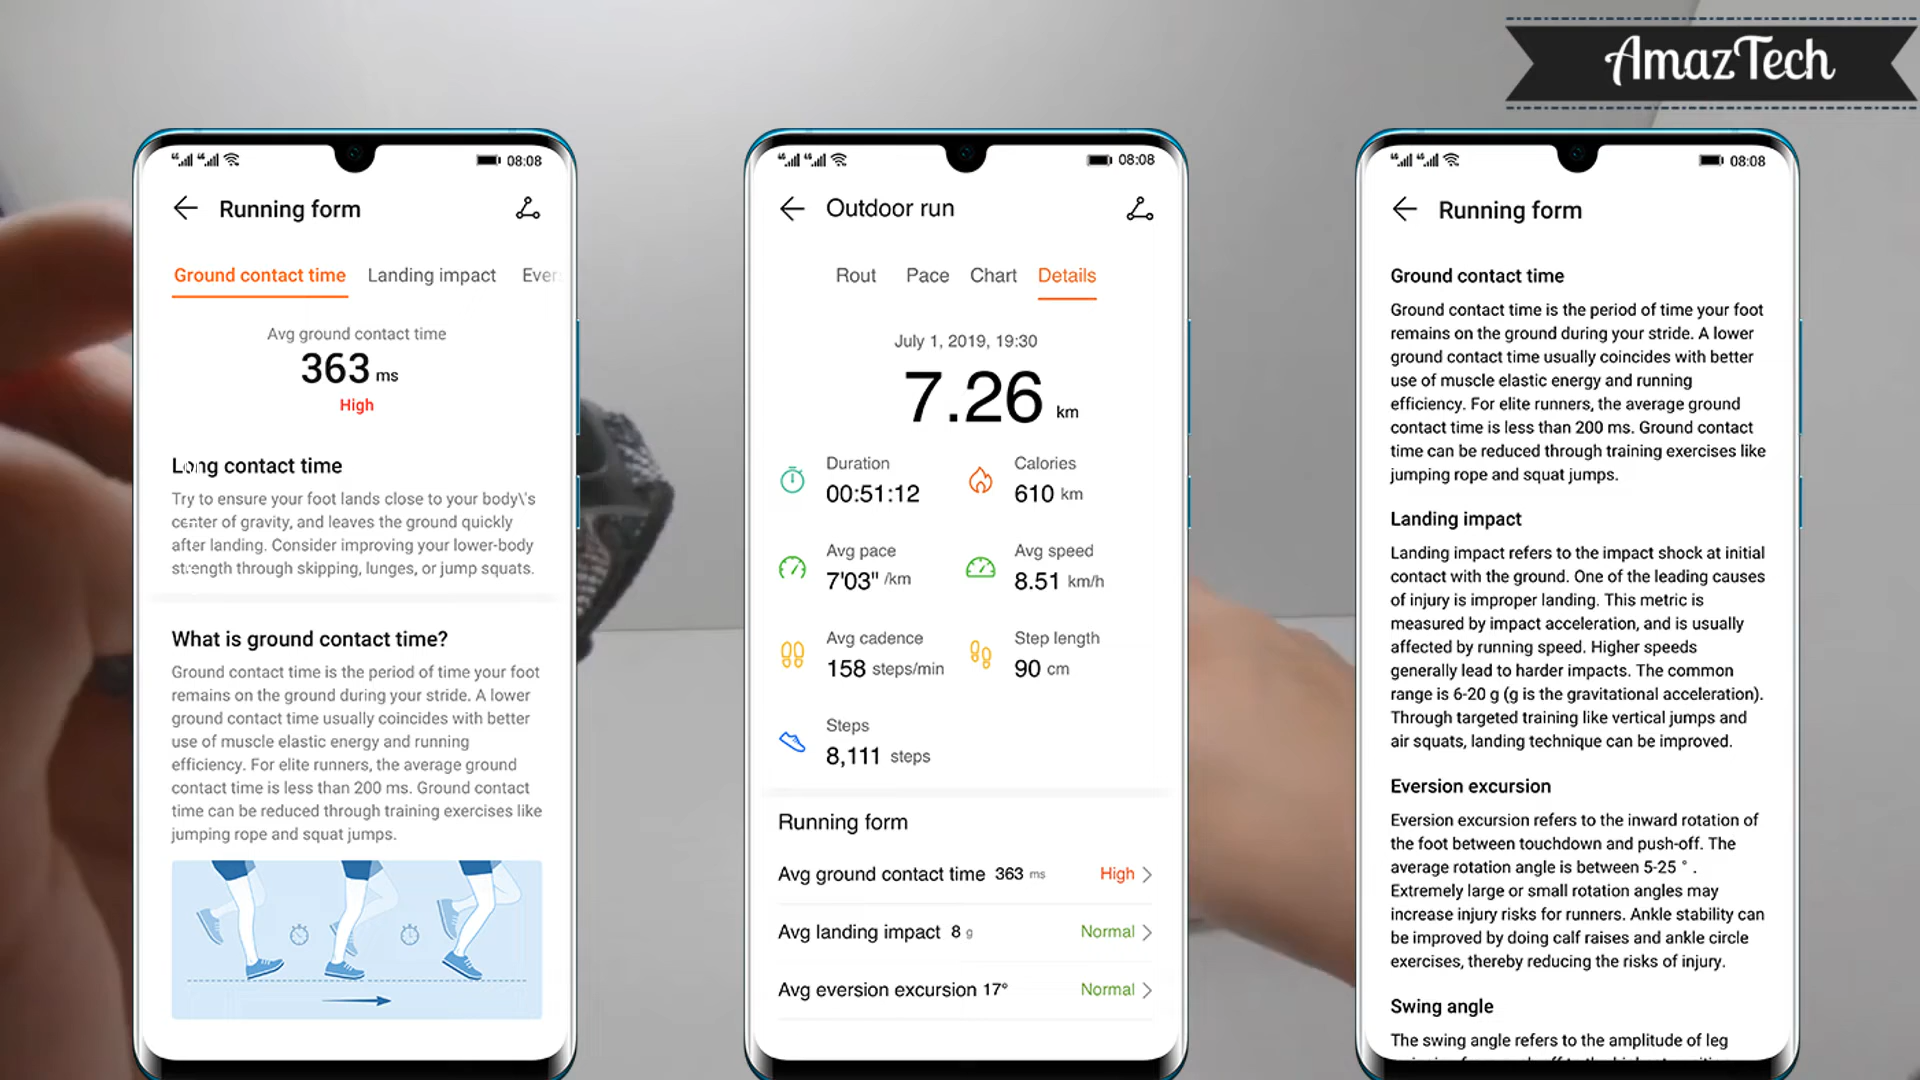 AmazTech
08:08
Running form
Ground contact time Landing impact
Avg ground contact time
363 ms
High
Long contact time
Try to ensure your foot lands close to your body\'s
center of gravity, and leaves the ground quickly
after landing. Consider improving your lower-body
strength through skipping, lunges, or jump squats.
What is ground contact time?
Ground contact time is the period of time your foot
remains on the ground during your stride. A lower
ground contact time usually coincides with better
use of muscle elastic energy and running
efficiency. For elite runners, the average ground
contact time is less than 200 ms. Ground contact
time can be reduced through training exercises like
jumping rope and squat jumps.
08:08
Outdoor run
Rout Pace Chart Details
July 1, 2019, 19:30
7.26 km
Duration
00:51:12
Calories
610 km
Avg pace
7'03" /km
Avg speed
8.51 km/h
Avg cadence
158 steps/min
Step length
90 cm
Steps
8,111 steps
Running form
Avg ground contact time 363 ms High
Avg landing impact 8 g Normal
Avg eversion excursion 17° Normal
08:08
Running form
Ground contact time
Ground contact time is the period of time your foot
remains on the ground during your stride. A lower
ground contact time usually coincides with better
use of muscle elastic energy and running
efficiency. For elite runners, the average ground
contact time is less than 200 ms. Ground contact
time can be reduced through training exercises like
jumping rope and squat jumps.
Landing impact
Landing impact refers to the impact shock at initial
contact with the ground. One of the leading causes
of injury is improper landing. This metric is
measured by impact acceleration, and is usually
affected by running speed. Higher speeds
generally lead to harder impacts. The common
range is 6-20 g (g is the gravitational acceleration).
Through targeted training like vertical jumps and
air squats, landing technique can be improved.
Eversion excursion
Eversion excursion refers to the inward rotation of
the foot between touchdown and push-off. The
average rotation angle is between 5-25 ° .
Extremely large or small rotation angles may
increase injury risks for runners. Ankle stability can
be improved by doing calf raises and ankle circle
exercises, thereby reducing the risks of injury.
Swing angle
The swing angle refers to the amplitude of leg